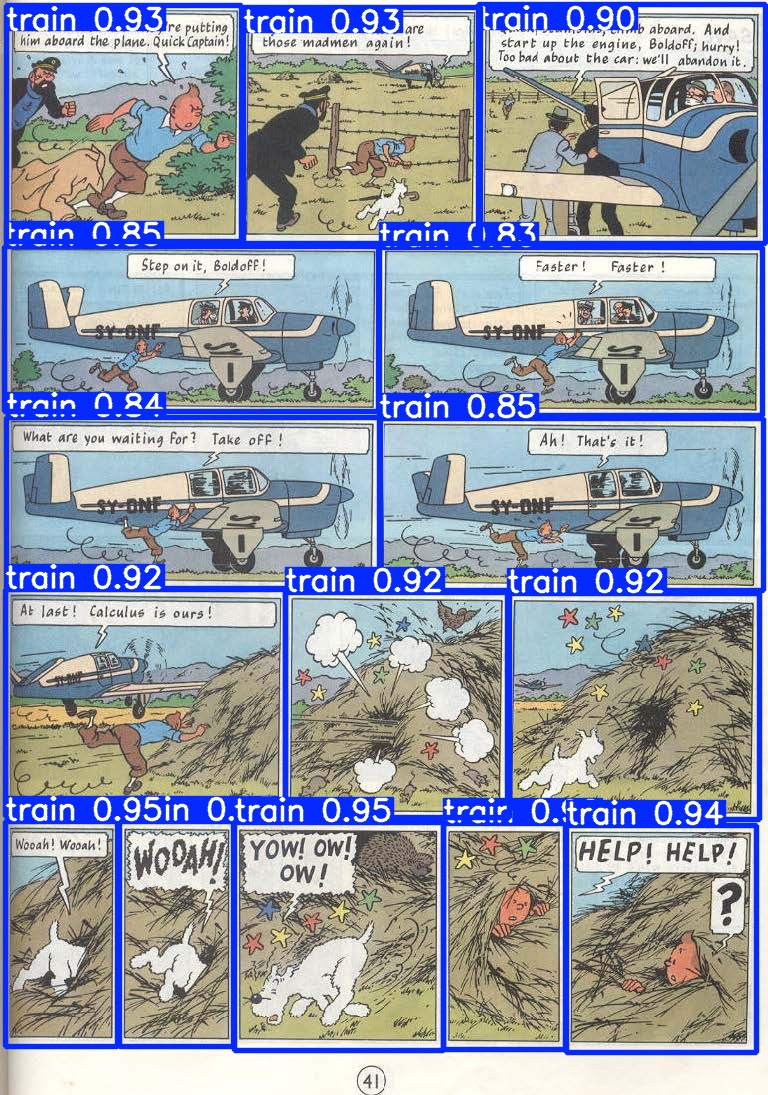 train 0.93
re putting
him aboard the plane. Quick Captain!
train 0.93
are
those madmen again!
train 0.90
climb aboard. And
start up the engine, Boldoff; hurry!
Too bad about the car: we'll abandon it.
train 0.85
Step on it, Boldoff!
SY-ONF
train 0.83
Faster! Faster!
SY-ONF
train 0.84
What are you waiting for? Take off!
SY-ONF
train 0.85
Ah! That's it!
SY-ONF
train 0.92
At last! Calculus is ours!
train 0.92
train 0.92
train 0.95
Wooah! Wooah!
in 0.
WOOAH!
train 0.95
YOW! OW!
OW!
train 0.9
train 0.94
HELP! HELP!
?
41